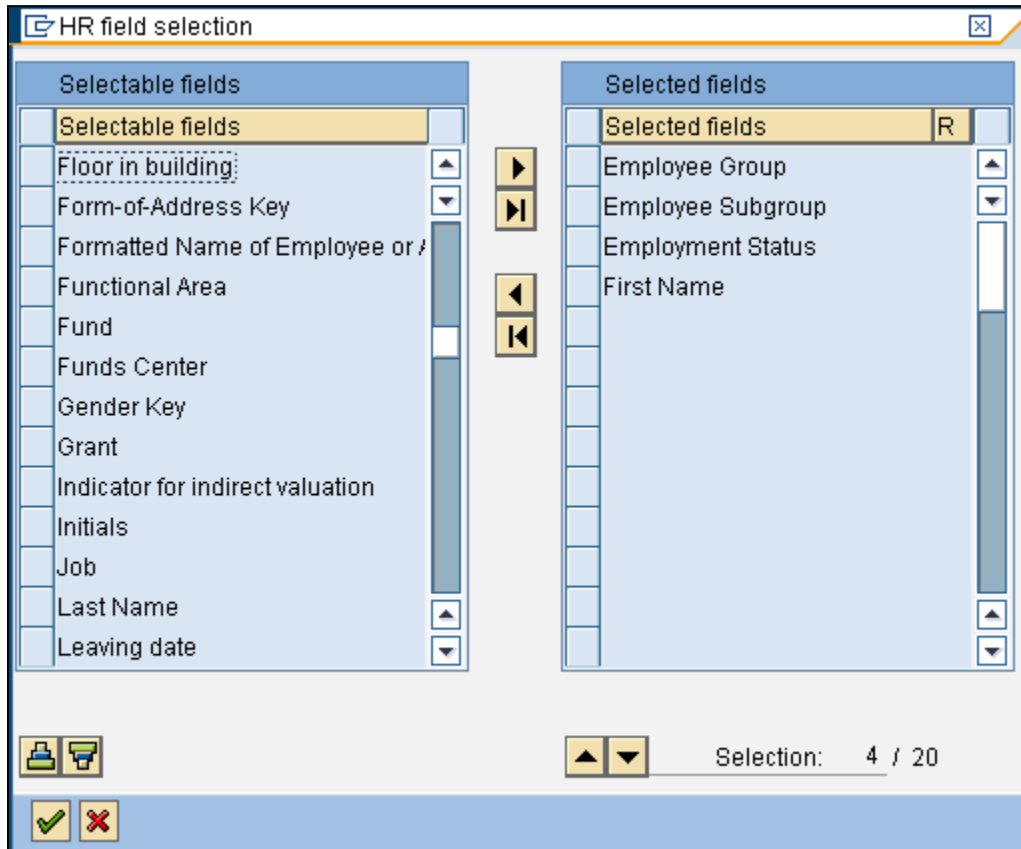 HR field selection
Selectable fields
Selectable fields
Floor in building
Form-of-Address Key
Formatted Name of Employee or
Functional Area
Fund
Funds Center
Gender Key
Grant
Indicator for indirect valuation
Initials
Job
Last Name
Leaving date
Selected fields
Selected fields R
Employee Group
Employee Subgroup
Employment Status
First Name
Selection: 4 / 20